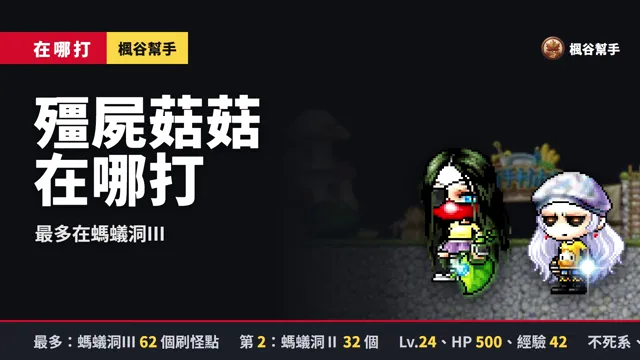 在哪打 楓谷幫手
楓谷幫手
殭屍菇菇
在哪打
最多在螞蟻洞III
最多：螞蟻洞III 62 個刷怪點 第 2：螞蟻洞Ⅱ 32 個 Lv.24、HP 500、經驗 42 不死系、